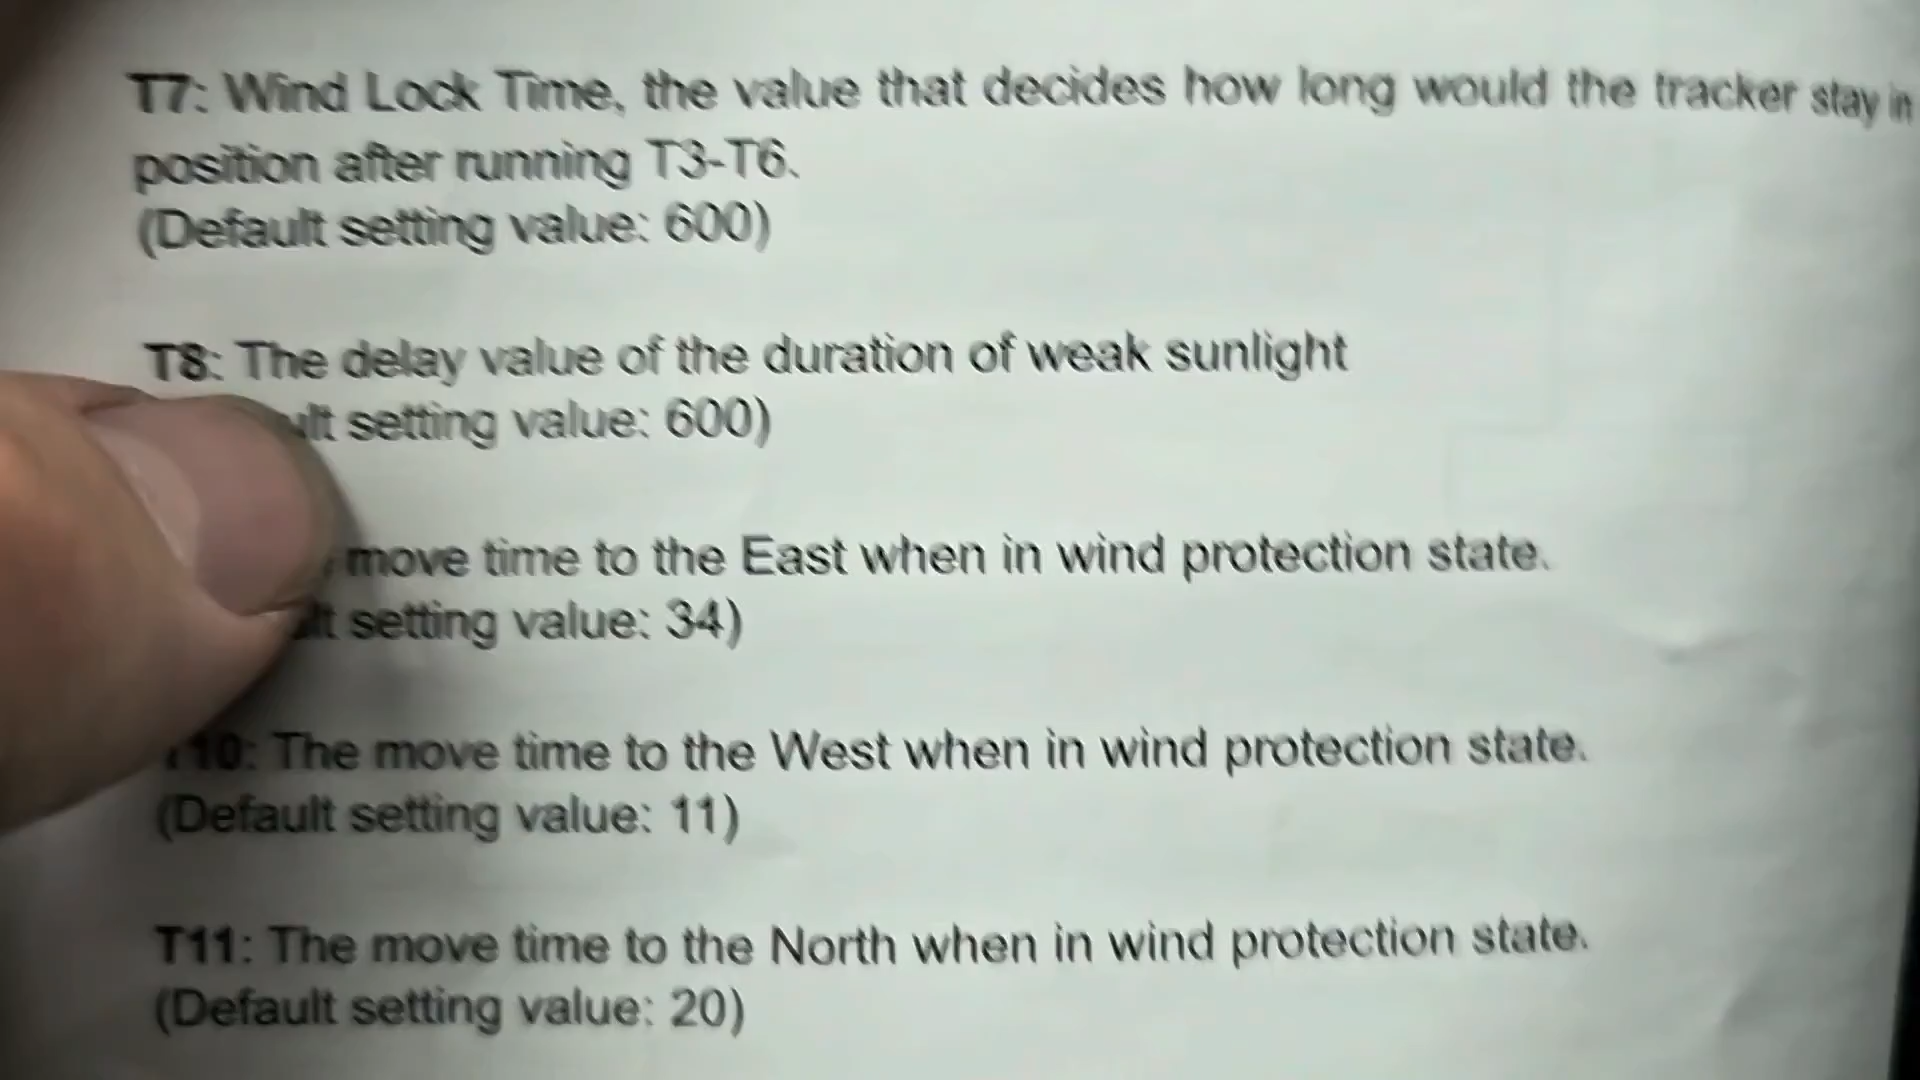 T7: Wind Lock Time, the value that decides how long would the tracker stay in
position after running T3-T6.
(Default setting value: 600)
T8: The delay value of the duration of weak sunlight
ult setting value: 600)
move time to the East when in wind protection state.
lt setting value: 34)
T10: The move time to the West when in wind protection state.
(Default setting value: 11)
T11: The move time to the North when in wind protection state.
(Default setting value: 20)